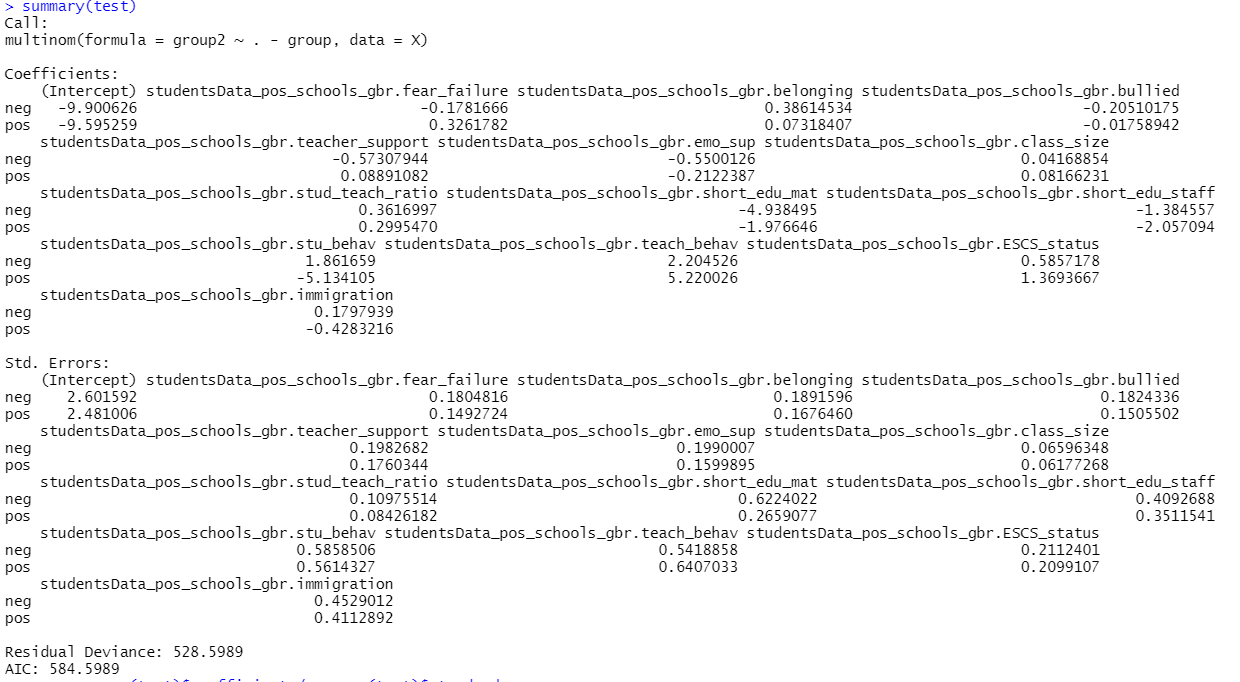 > summary(test)
Call:
multinom(formula = group2 ~ . - group, data = X)
Coefficients:
(Intercept) studentsData_pos_schools_gbr.fear_failure studentsData_pos_schools_gbr.belonging studentsData_pos_schools_gbr.bullied
neg -9.900626 -0.1781666 0.38614534 -0.20510175
pos -9.595259 0.3261782 0.07318407 -0.01758942
studentsData_pos_schools_gbr.teacher_support studentsData_pos_schools_gbr.emo_sup studentsData_pos_schools_gbr.class_size
neg -0.57307944 -0.5500126 0.04168854
pos 0.08891082 -0.2122387 0.08166231
studentsData_pos_schools_gbr.stud_teach_ratio studentsData_pos_schools_gbr.short_edu_mat studentsData_pos_schools_gbr.short_edu_staff
neg 0.3616997 -4.938495 -1.384557
pos 0.2995470 -1.976646 -2.057094
studentsData_pos_schools_gbr.stu_behav studentsData_pos_schools_gbr.teach_behav studentsData_pos_schools_gbr.ESCS_status
neg 1.861659 2.204526 0.5857178
pos -5.134105 5.220026 1.3693667
studentsData_pos_schools_gbr.immigration
neg 0.1797939
pos -0.4283216
Std. Errors:
(Intercept) studentsData_pos_schools_gbr.fear_failure studentsData_pos_schools_gbr.belonging studentsData_pos_schools_gbr.bullied
neg 2.601592 0.1804816 0.1891596 0.1824336
pos 2.481006 0.1492724 0.1676460 0.1505502
studentsData_pos_schools_gbr.teacher_support studentsData_pos_schools_gbr.emo_sup studentsData_pos_schools_gbr.class_size
neg 0.1982682 0.1990007 0.06596348
pos 0.1760344 0.1599895 0.06177268
studentsData_pos_schools_gbr.stud_teach_ratio studentsData_pos_schools_gbr.short_edu_mat studentsData_pos_schools_gbr.short_edu_staff
neg 0.10975514 0.6224022 0.4092688
pos 0.08426182 0.2659077 0.3511541
studentsData_pos_schools_gbr.stu_behav studentsData_pos_schools_gbr.teach_behav studentsData_pos_schools_gbr.ESCS_status
neg 0.5858506 0.5418858 0.2112401
pos 0.5614327 0.6407033 0.2099107
studentsData_pos_schools_gbr.immigration
neg 0.4529012
pos 0.4112892
Residual Deviance: 528.5989
AIC: 584.5989